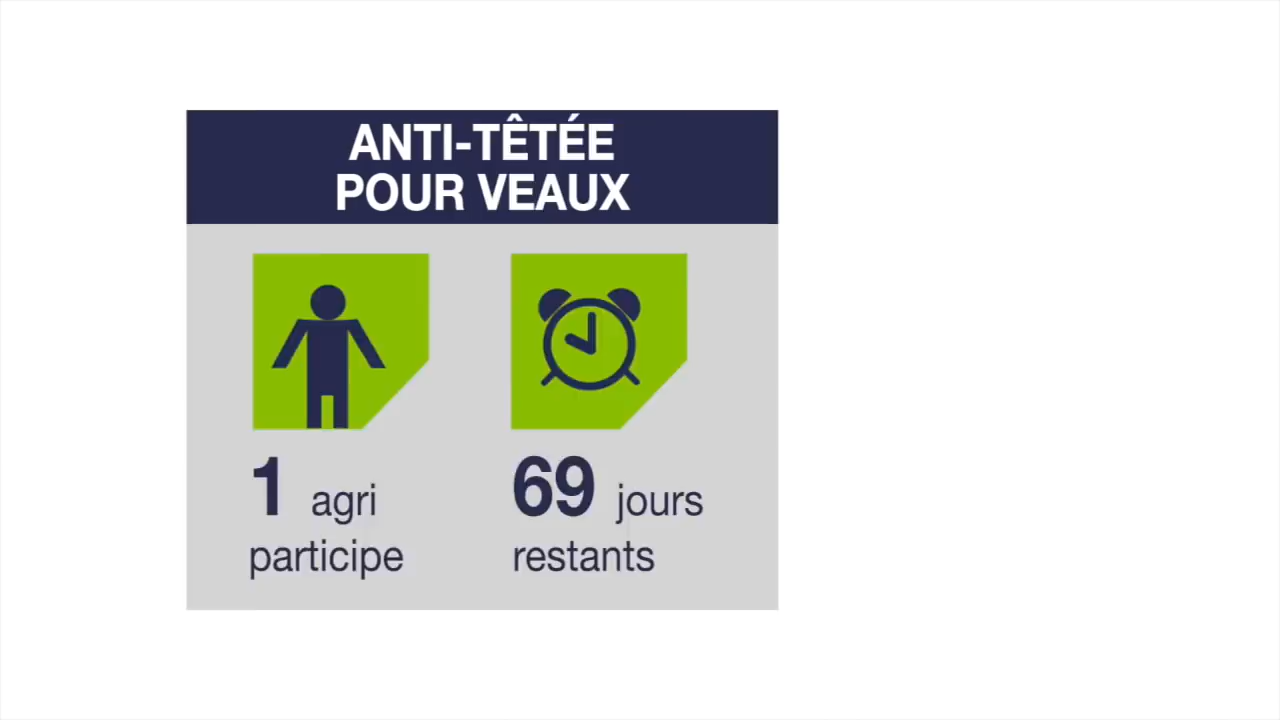 ANTI-TÊTÉE
POUR VEAUX
1 agri
participe
69 jours
restants